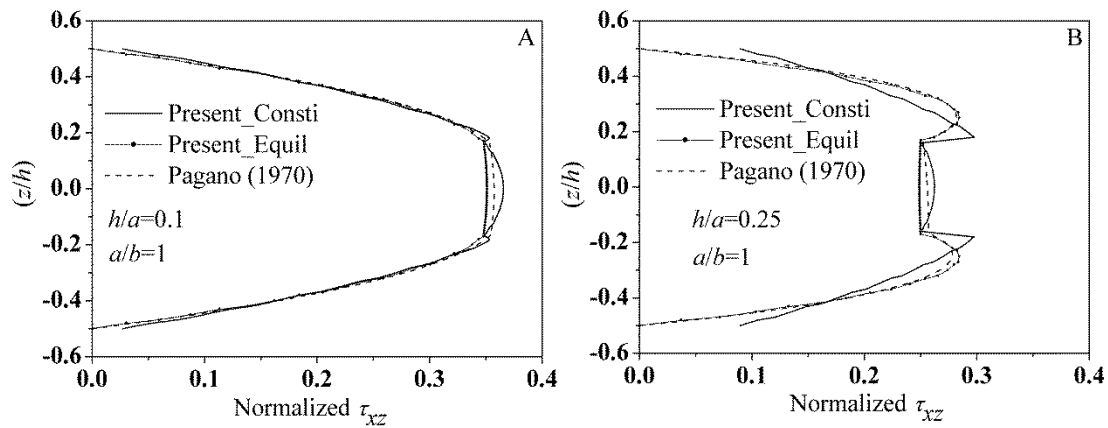 A
0.6
0.4
0.2
0.0
-0.2
-0.4
-0.6
(z/h)
Present_Consti
Present_Equil
Pagano (1970)
h/a=0.1
a/b=1
0.0 0.1 0.2 0.3 0.4
Normalized τxz
B
0.6
0.4
0.2
0.0
-0.2
-0.4
-0.6
(z/h)
Present_Consti
Present_Equil
Pagano (1970)
h/a=0.25
a/b=1
0.0 0.1 0.2 0.3 0.4
Normalized τxz